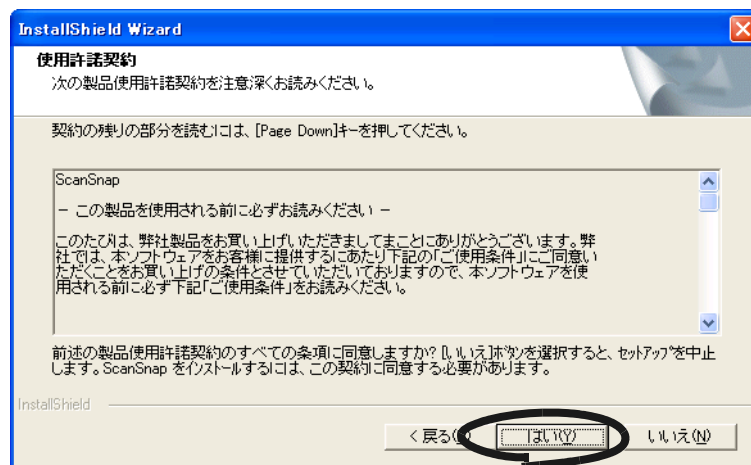 InstallShield Wizard
使用許諾契約
次の製品使用許諾契約を注意深くお読みください。
契約の残りの部分を読むには、[Page Down]キーを押してください。
ScanSnap
－ この製品を使用される前に必ずお読みください －
このたびは、弊社製品をお買い上げいただきましてまことにありがとうございます。弊
社では、本ソフトウェアをお客様に提供するにあたり下記の「ご使用条件」にご同意い
ただくことをお買い上げの条件とさせていただいておりますので、本ソフトウェアを使
用される前に必ず下記「ご使用条件」をお読みください。
前述の製品使用許諾契約のすべての条項に同意しますか? [いいえ]ボタンを選択すると、セットアップを中止
します。ScanSnap をインストールするには、この契約に同意する必要があります。
InstallShield
< 戻る( はい(Y) いいえ(N)